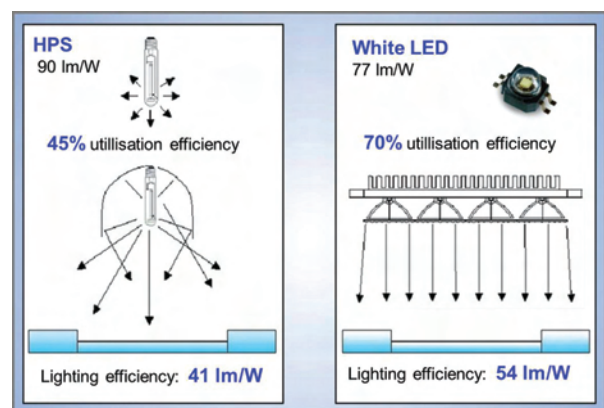 HPS
90 lm/W
45% utillisation efficiency
Lighting efficiency: 41 lm/W
White LED
77 lm/W
70% utillisation efficiency
Lighting efficiency: 54 lm/W